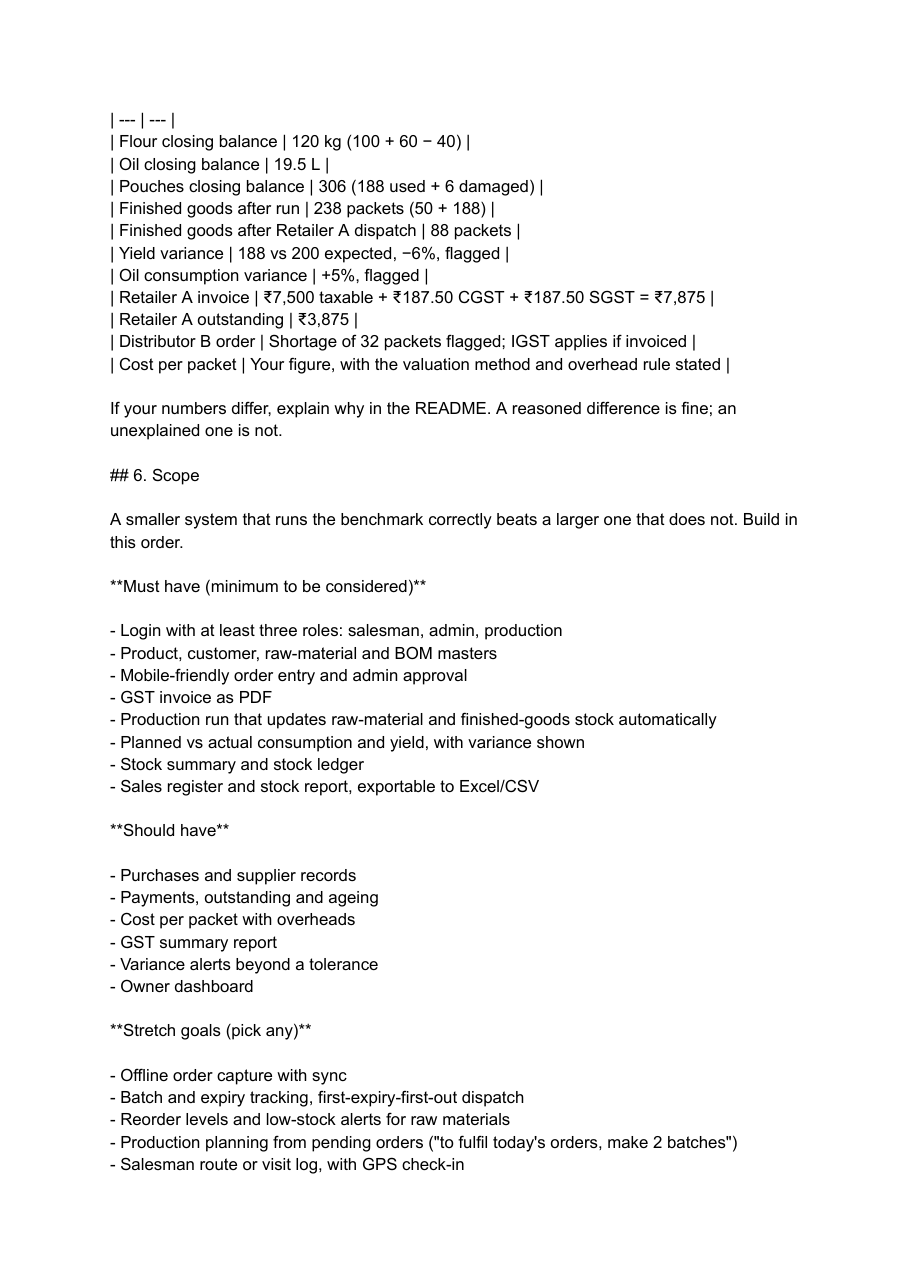 | --- | --- |
| Flour closing balance | 120 kg (100 + 60 − 40) |
| Oil closing balance | 19.5 L |
| Pouches closing balance | 306 (188 used + 6 damaged) |
| Finished goods after run | 238 packets (50 + 188) |
| Finished goods after Retailer A dispatch | 88 packets |
| Yield variance | 188 vs 200 expected, −6%, flagged |
| Oil consumption variance | +5%, flagged |
| Retailer A invoice | ₹7,500 taxable + ₹187.50 CGST + ₹187.50 SGST = ₹7,875 |
| Retailer A outstanding | ₹3,875 |
| Distributor B order | Shortage of 32 packets flagged; IGST applies if invoiced |
| Cost per packet | Your figure, with the valuation method and overhead rule stated |
If your numbers differ, explain why in the README. A reasoned difference is fine; an
unexplained one is not.
## 6. Scope
A smaller system that runs the benchmark correctly beats a larger one that does not. Build in
this order.
**Must have (minimum to be considered)**
- Login with at least three roles: salesman, admin, production
- Product, customer, raw-material and BOM masters
- Mobile-friendly order entry and admin approval
- GST invoice as PDF
- Production run that updates raw-material and finished-goods stock automatically
- Planned vs actual consumption and yield, with variance shown
- Stock summary and stock ledger
- Sales register and stock report, exportable to Excel/CSV
**Should have**
- Purchases and supplier records
- Payments, outstanding and ageing
- Cost per packet with overheads
- GST summary report
- Variance alerts beyond a tolerance
- Owner dashboard
**Stretch goals (pick any)**
- Offline order capture with sync
- Batch and expiry tracking, first-expiry-first-out dispatch
- Reorder levels and low-stock alerts for raw materials
- Production planning from pending orders ("to fulfil today's orders, make 2 batches")
- Salesman route or visit log, with GPS check-in